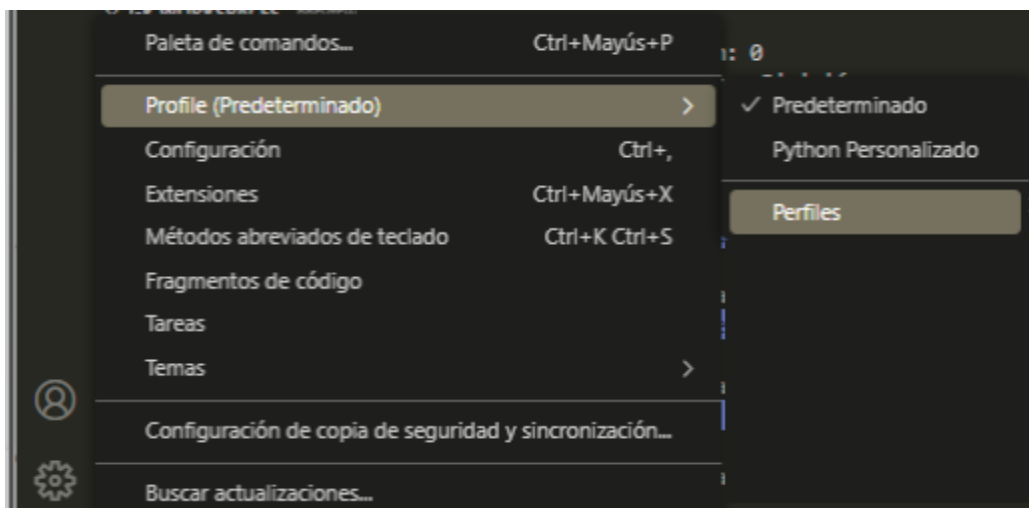 Paleta de comandos... Ctrl+Mayús+P
n: 0
Profile (Predeterminado)
Predeterminado
Configuración Ctrl+,
Python Personalizado
Extensiones Ctrl+Mayús+X
Perfiles
Métodos abreviados de teclado Ctrl+K Ctrl+S
Fragmentos de código
Tareas
Temas
Configuración de copia de seguridad y sincronización...
Buscar actualizaciones...